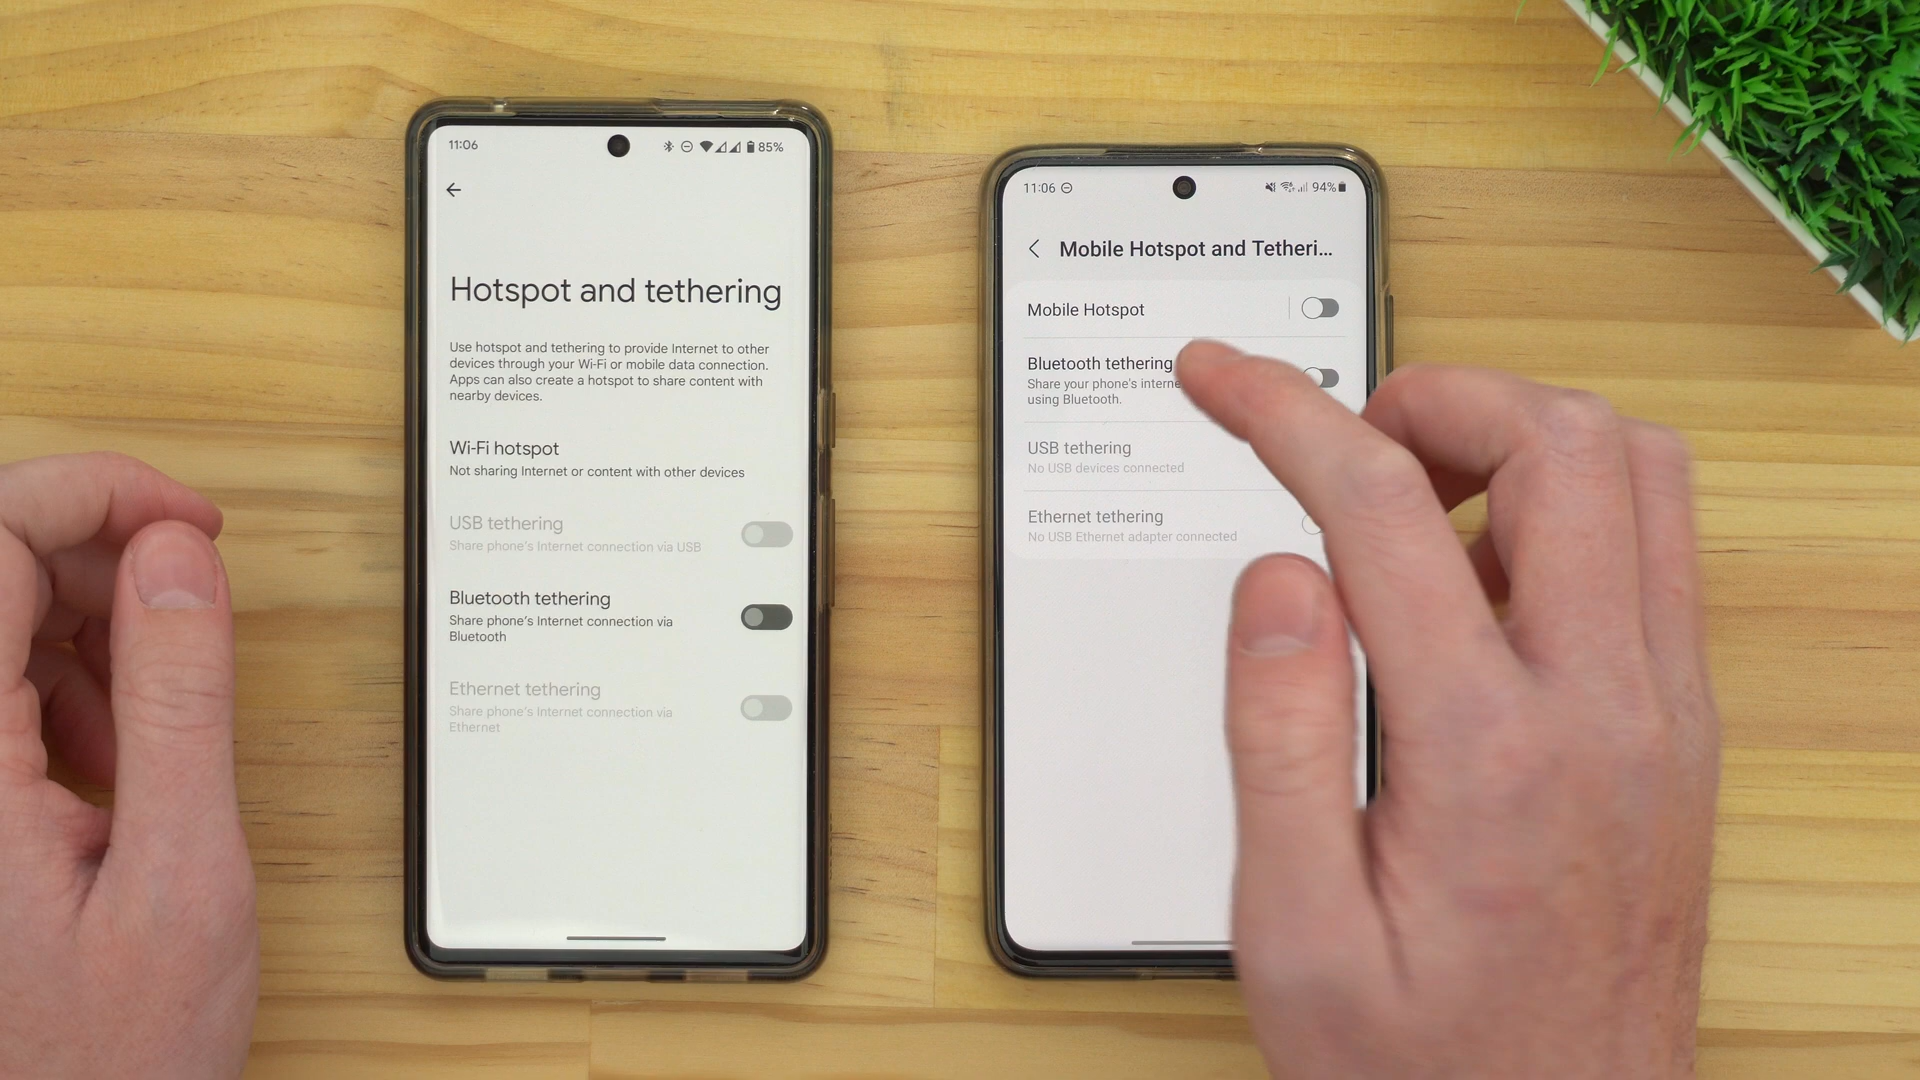 11:06
85%
Hotspot and tethering
Use hotspot and tethering to provide Internet to other
devices through your Wi-Fi or mobile data connection.
Apps can also create a hotspot to share content with
nearby devices.
Wi-Fi hotspot
Not sharing Internet or content with other devices
USB tethering
Share phone's Internet connection via USB
Bluetooth tethering
Share phone's Internet connection via
Bluetooth
Ethernet tethering
Share phone's Internet connection via
Ethernet
11:06
94%
Mobile Hotspot and Tetheri...
Mobile Hotspot
Bluetooth tethering
Share your phone's interne
using Bluetooth.
USB tethering
No USB devices connected
Ethernet tethering
No USB Ethernet adapter connected